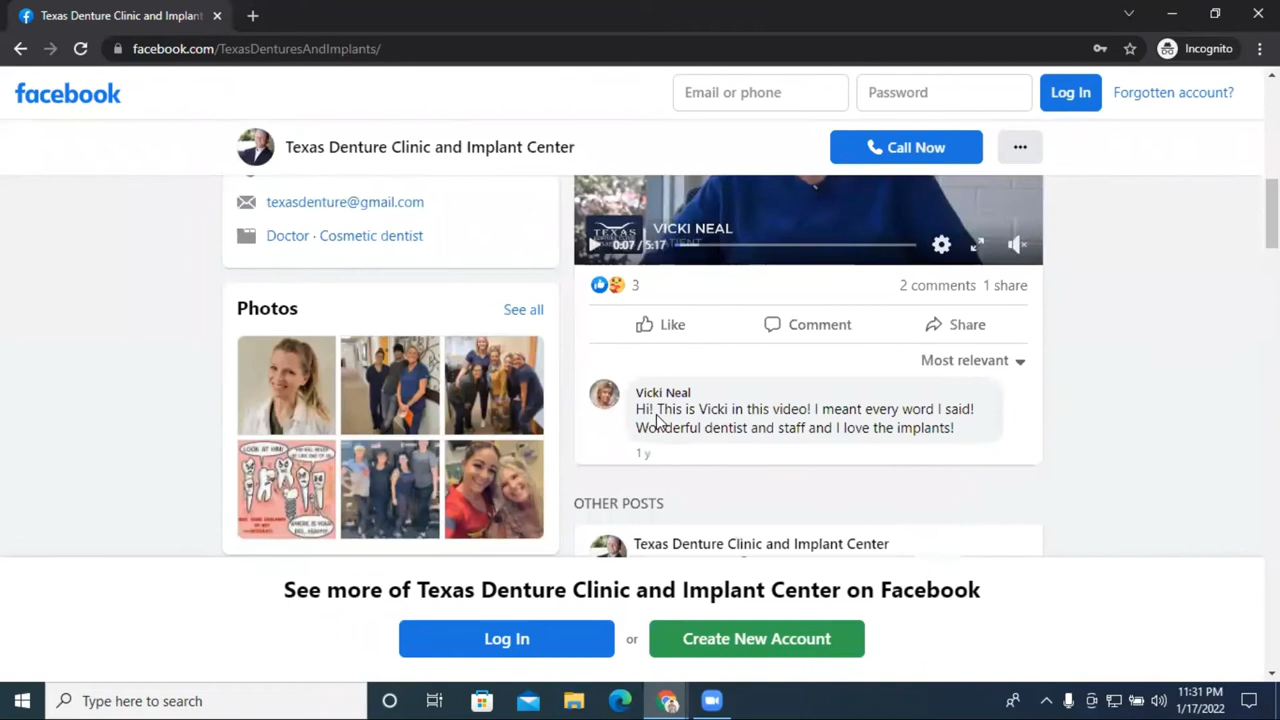 Texas Denture Clinic and Implant
facebook.com/TexasDenturesAndImplants/
Incognito
facebook
Email or phone
Password
Log In
Forgotten account?
Texas Denture Clinic and Implant Center
Call Now
texasdenture@gmail.com
Doctor · Cosmetic dentist
Photos
See all
LOOK AT HIM!
TEXAS
VICKI NEAL
PATIENT
0:07 / 5:17
3
2 comments 1 share
Like
Comment
Share
Most relevant
Vicki Neal
Hi! This is Vicki in this video! I meant every word I said!
Wonderful dentist and staff and I love the implants!
1 y
OTHER POSTS
Texas Denture Clinic and Implant Center
See more of Texas Denture Clinic and Implant Center on Facebook
Log In
or
Create New Account
Type here to search
11:31 PM
1/17/2022